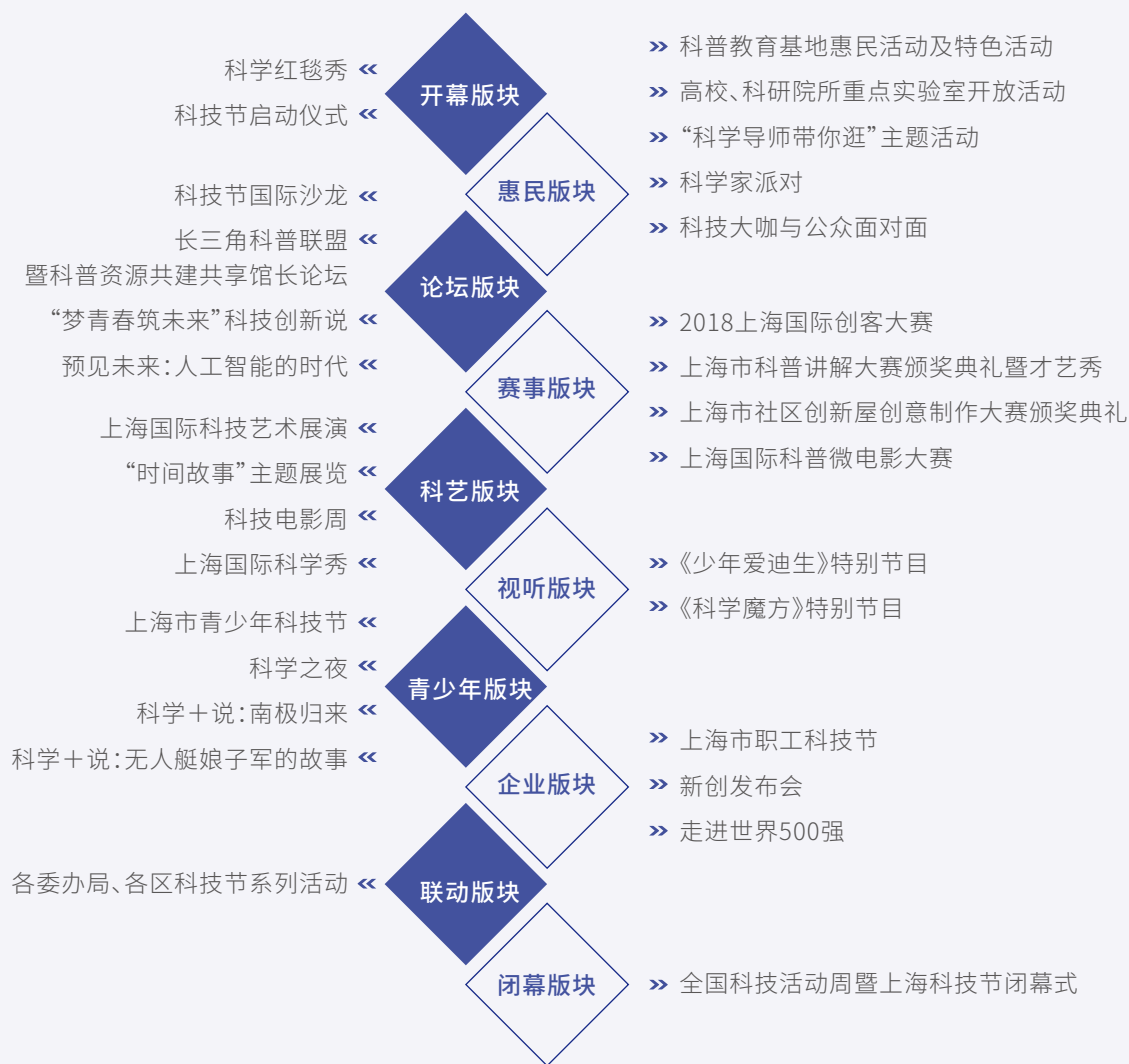 开幕版块
科学红毯秀
科技节启动仪式
惠民版块
科普教育基地惠民活动及特色活动
高校、科研院所重点实验室开放活动
“科学导师带你逛”主题活动
科学家派对
科技大咖与公众面对面
论坛版块
科技节国际沙龙
长三角科普联盟
暨科普资源共建共享馆长论坛
“梦青春筑未来”科技创新说
预见未来：人工智能的时代
赛事版块
2018上海国际创客大赛
上海市科普讲解大赛颁奖典礼暨才艺秀
上海市社区创新屋创意制作大赛颁奖典礼
上海国际科普微电影大赛
科艺版块
上海国际科技艺术展演
“时间故事”主题展览
科技电影周
上海国际科学秀
视听版块
《少年爱迪生》特别节目
《科学魔方》特别节目
青少年版块
上海市青少年科技节
科学之夜
科学＋说：南极归来
科学＋说：无人艇娘子军的故事
企业版块
上海市职工科技节
新创发布会
走进世界500强
联动版块
各委办局、各区科技节系列活动
闭幕版块
全国科技活动周暨上海科技节闭幕式